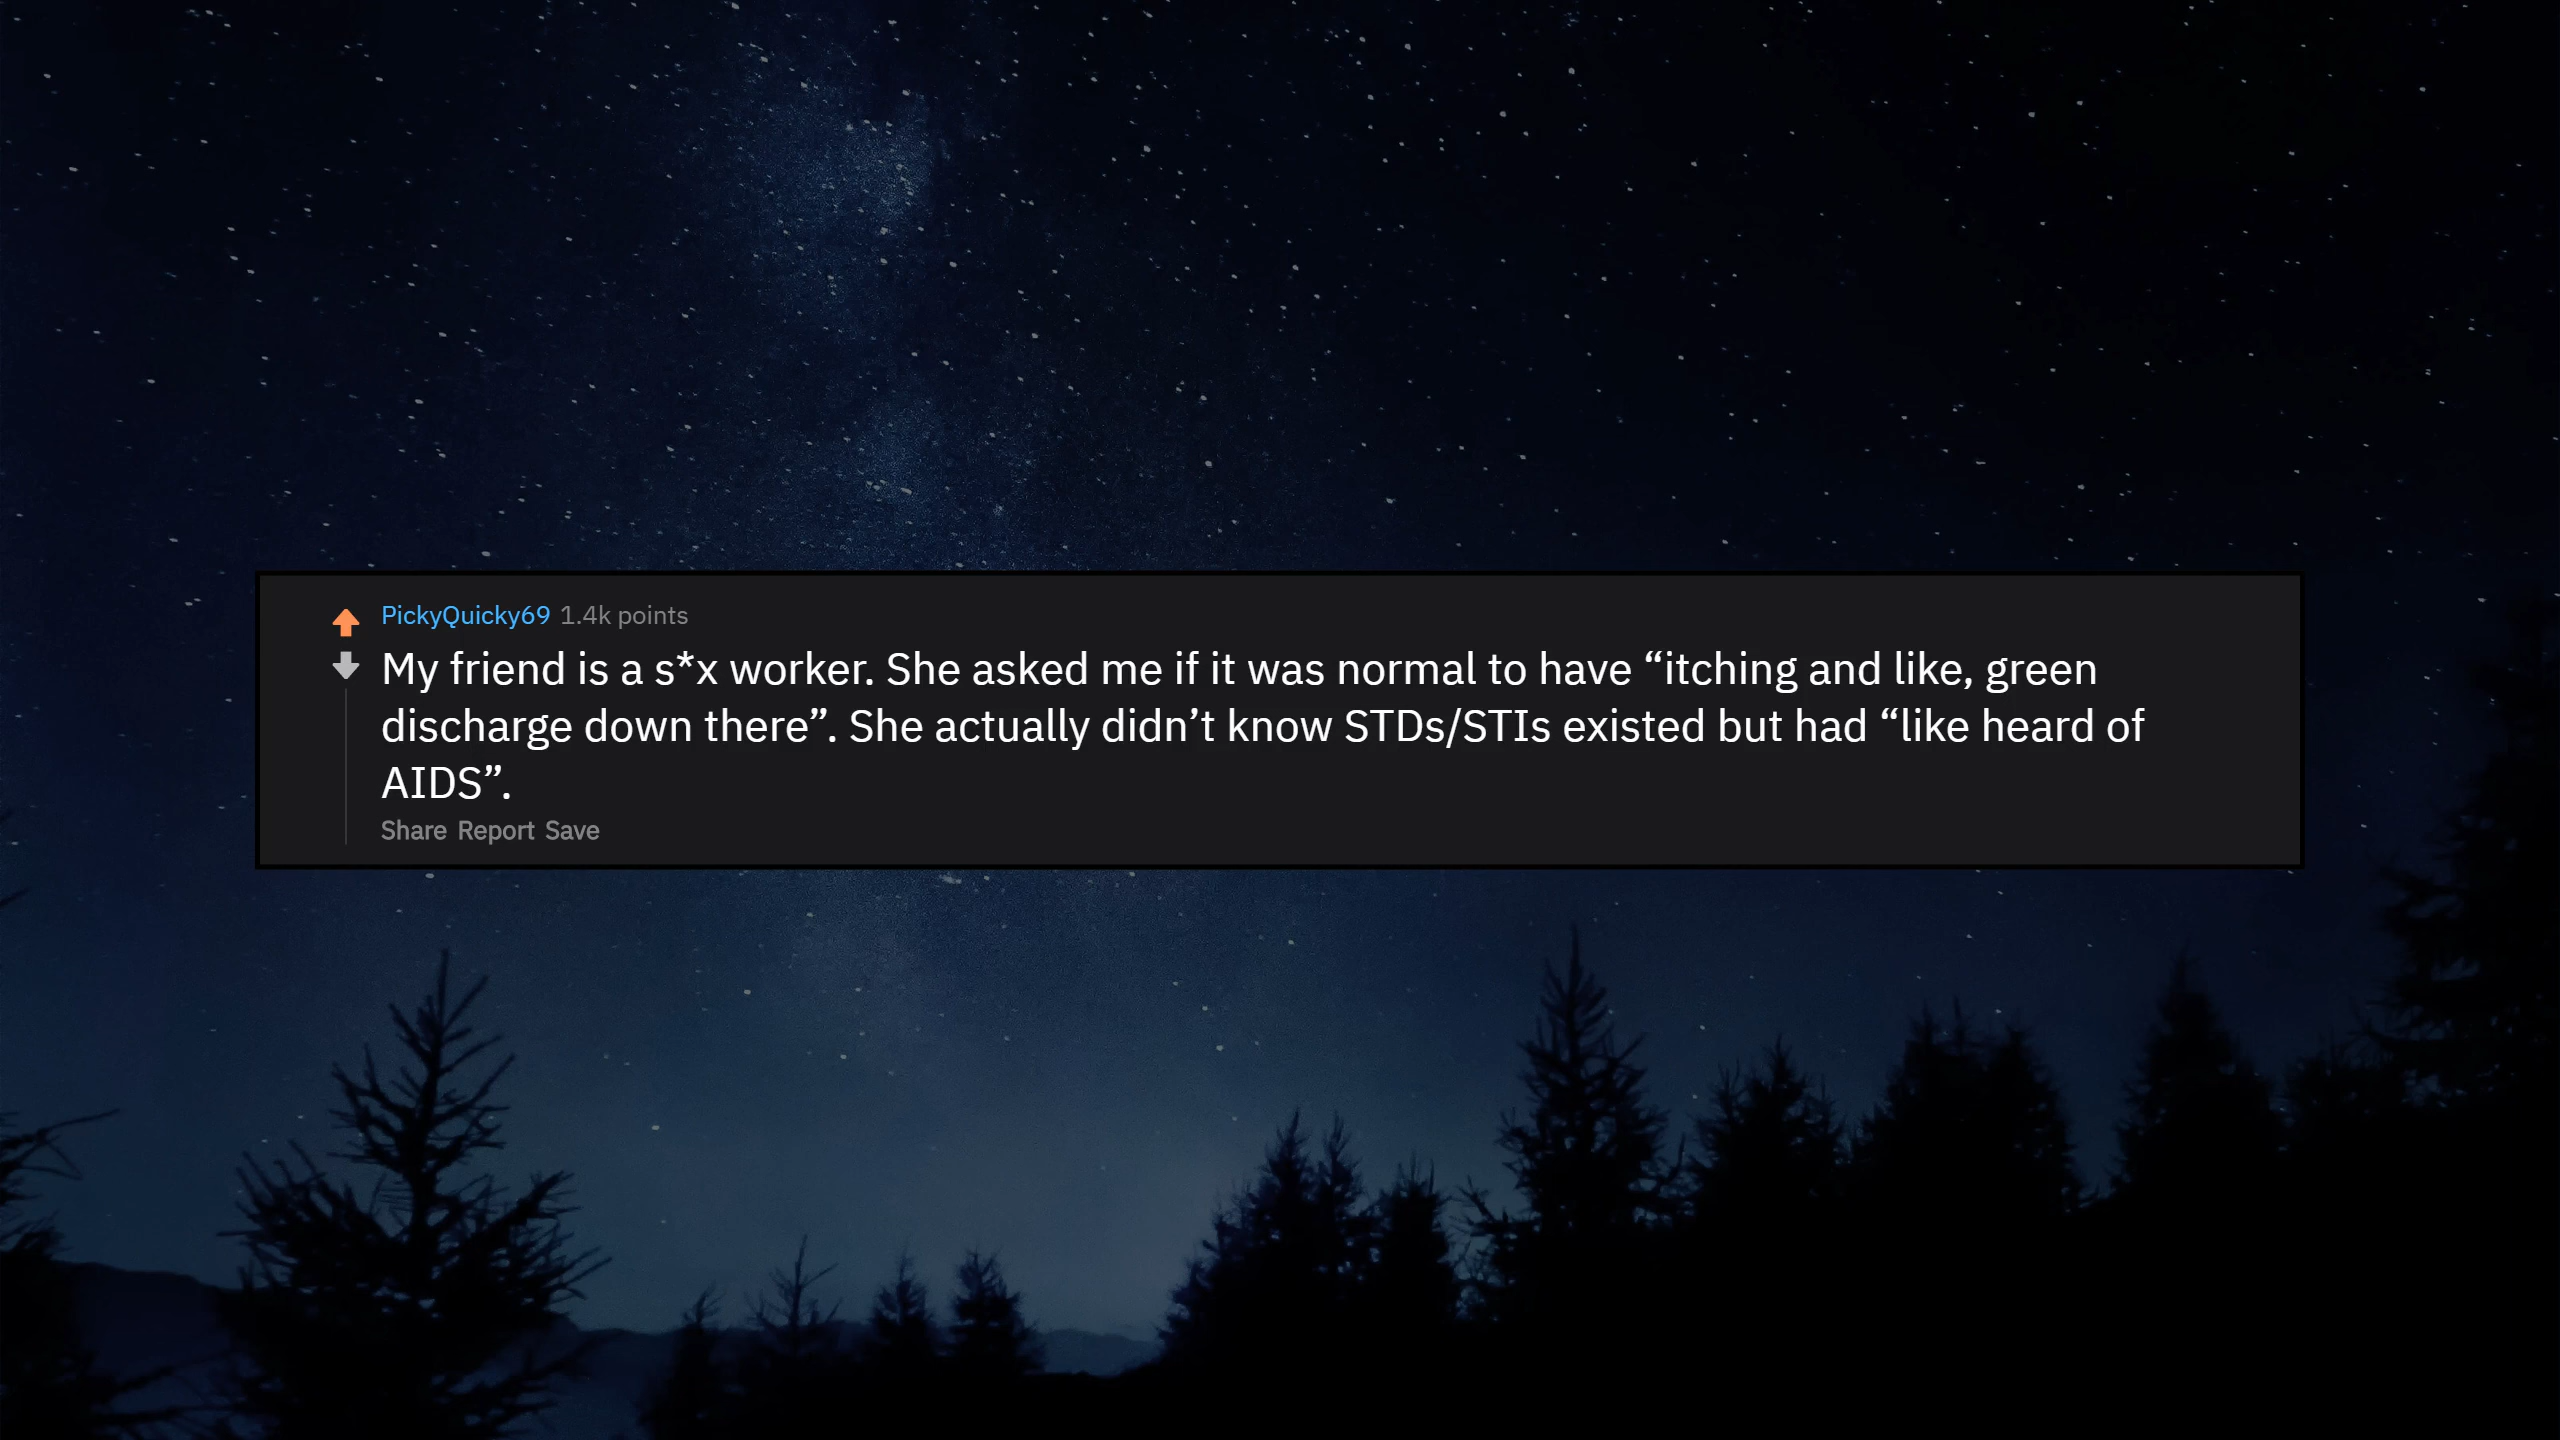 PickyQuicky69 1.4k points
My friend is a s*x worker. She asked me if it was normal to have “itching and like, green
discharge down there”. She actually didn’t know STDs/STIs existed but had “like heard of
AIDS”.
Share Report Save